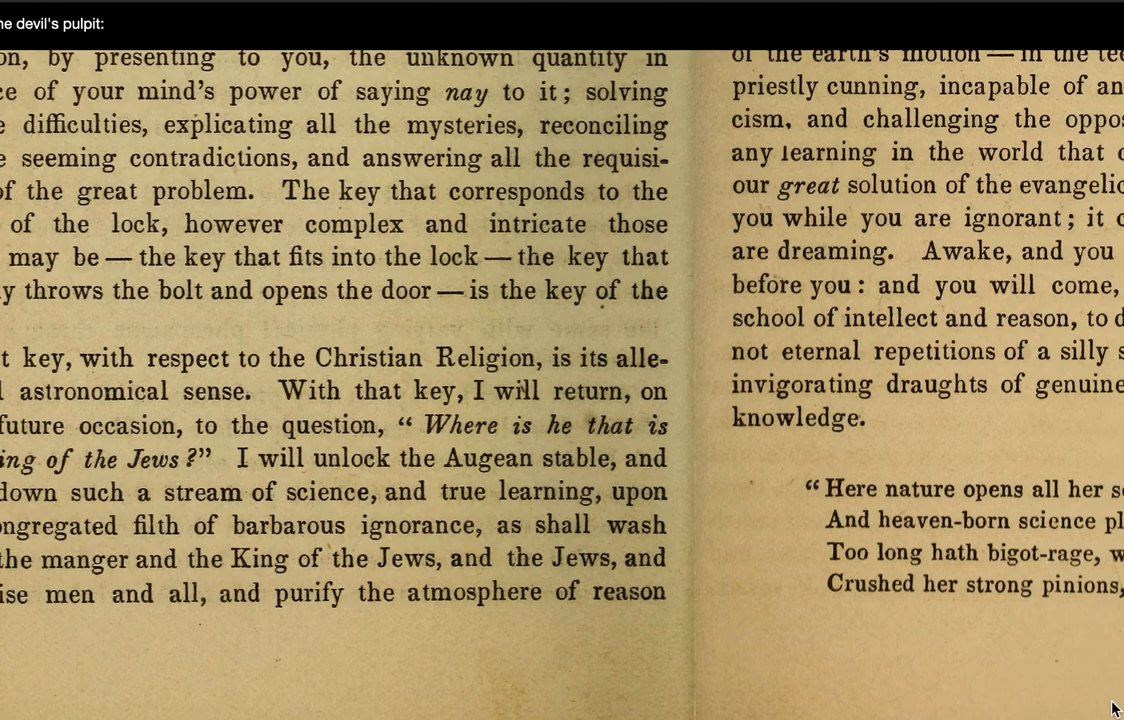 ne devil's pulpit:
on, by presenting to you, the unknown quantity in
ce of your mind's power of saying nay to it; solving
e difficulties, explicating all the mysteries, reconciling
e seeming contradictions, and answering all the requisi-
of the great problem. The key that corresponds to the
of the lock, however complex and intricate those
may be — the key that fits into the lock — the key that
y throws the bolt and opens the door — is the key of the
t key, with respect to the Christian Religion, is its alle-
l astronomical sense. With that key, I will return, on
future occasion, to the question, “ Where is he that is
ing of the Jews ?” I will unlock the Augean stable, and
down such a stream of science, and true learning, upon
ongregated filth of barbarous ignorance, as shall wash
the manger and the King of the Jews, and the Jews, and
ise men and all, and purify the atmosphere of reason
of the earth's motion — in the tee
priestly cunning, incapable of an
cism, and challenging the oppos
any learning in the world that c
our great solution of the evangelic
you while you are ignorant; it c
are dreaming. Awake, and you
before you: and you will come,
school of intellect and reason, to d
not eternal repetitions of a silly s
invigorating draughts of genuine
knowledge.
“ Here nature opens all her se
And heaven-born science pl
Too long hath bigot-rage, w
Crushed her strong pinions,